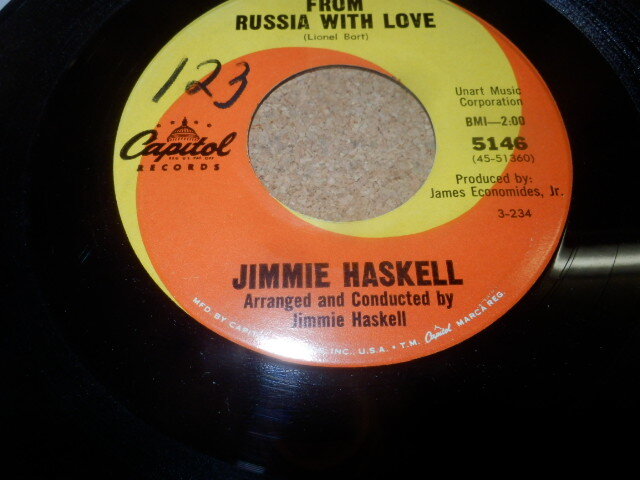 FROM
RUSSIA WITH LOVE
(Lionel Bart)
123
Capitol
RECORDS
Unart Music
Corporation
BMI—2:00
5146
(45-51360)
Produced by:
James Economides, Jr.
3-234
JIMMIE HASKELL
Arranged and Conducted by
Jimmie Haskell
MFD. BY CAPITOL INC., U.S.A. • T.M. Capitol MARCA REG.